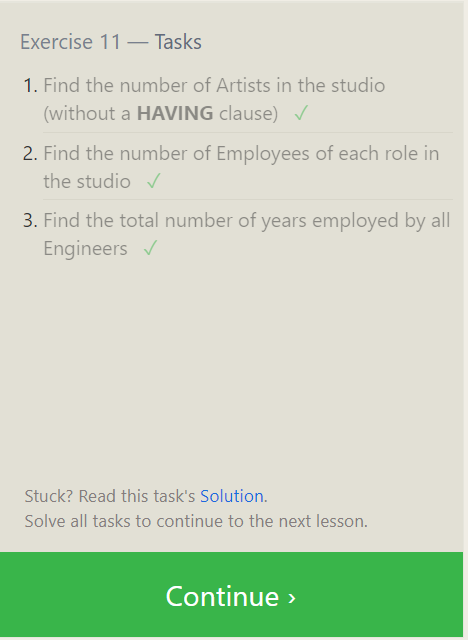 Exercise 11 — Tasks
1. Find the number of Artists in the studio
(without a HAVING clause) ✓
2. Find the number of Employees of each role in
the studio ✓
3. Find the total number of years employed by all
Engineers ✓
Stuck? Read this task's Solution.
Solve all tasks to continue to the next lesson.
Continue ›